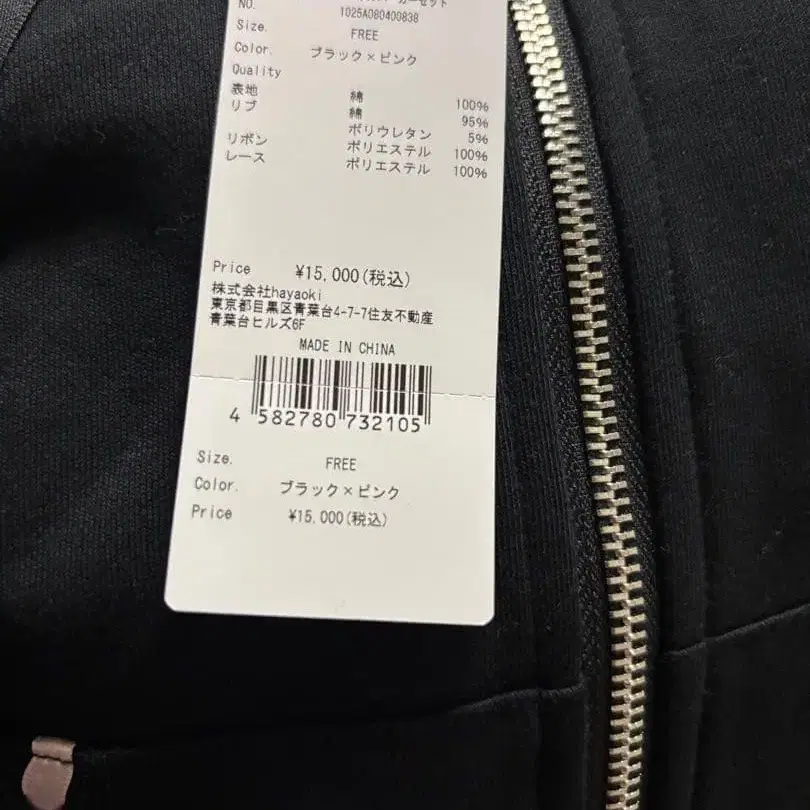 NO.
1025A080400838
Size. FREE
Color. ブラック×ピンク
Quality
表地 綿 100%
リブ 綿 95%
ポリウレタン 5%
リボン ポリエステル 100%
レース ポリエステル 100%
Price ¥15,000(税込)
株式会社hayaoki
東京都目黒区青葉台4-7-7住友不動産
青葉台ヒルズ6F
MADE IN CHINA
4 582780 732105
Size. FREE
Color. ブラック×ピンク
Price ¥15,000(税込)